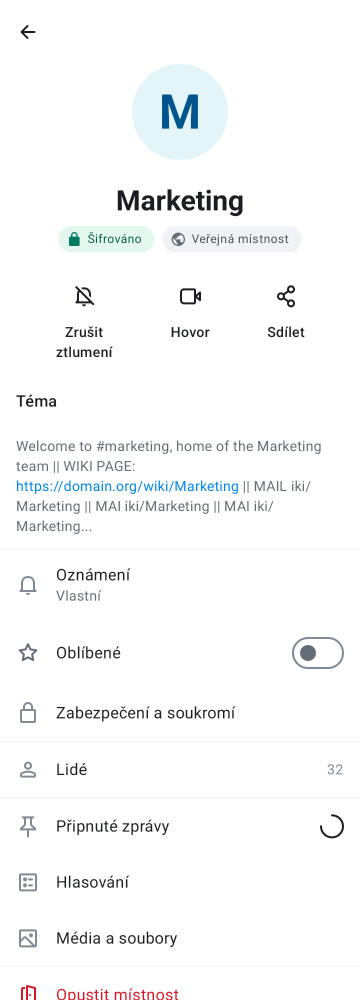 M
Marketing
Šifrováno
Veřejná místnost
Zrušit
ztlumení
Hovor
Sdílet
Téma
Welcome to #marketing, home of the Marketing
team || WIKI PAGE:
https://domain.org/wiki/Marketing || MAIL iki/
Marketing || MAI iki/Marketing || MAI iki/
Marketing...
Oznámení
Vlastní
Oblíbené
Zabezpečení a soukromí
Lidé 32
Připnuté zprávy
Hlasování
Média a soubory
Opustit místnost